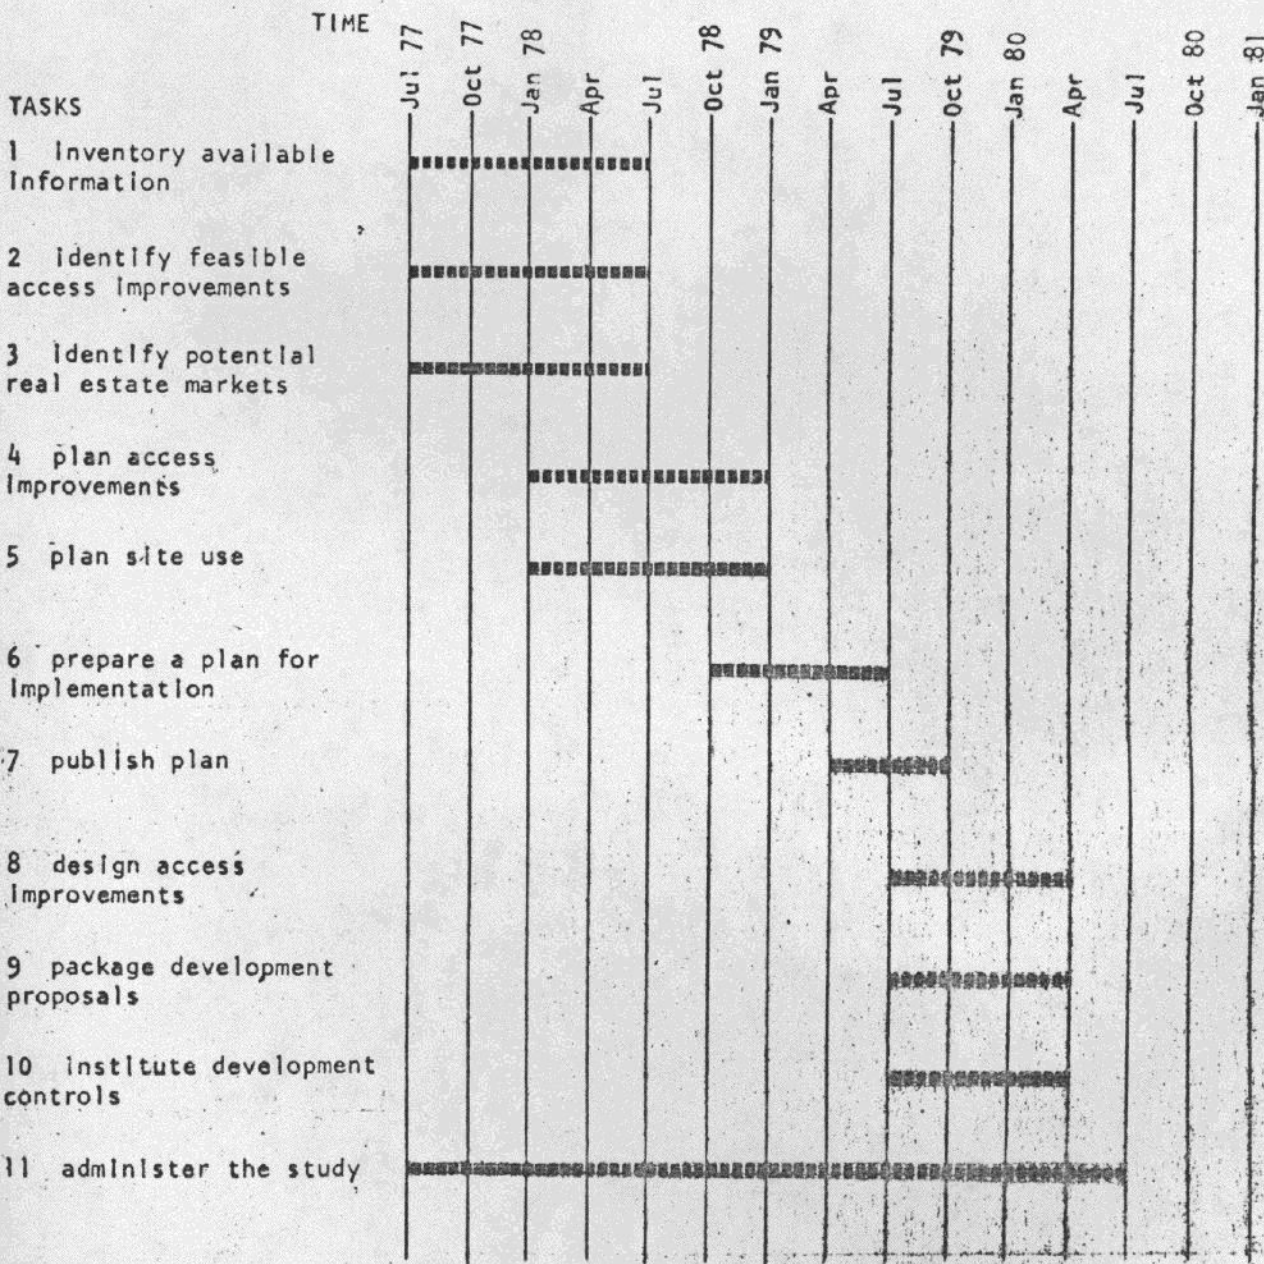 TIME
Jul 77
Oct 77
Jan 78
Apr
Jul
Oct 78
Jan 79
Apr
Jul
Oct 79
Jan 80
Apr
Jul
Oct 80
Jan 81
TASKS
1 inventory available
information
2 identify feasible
access improvements
3 identify potential
real estate markets
4 plan access
improvements
5 plan site use
6 prepare a plan for
implementation
7 publish plan
8 design access
improvements
9 package development
proposals
10 institute development
controls
11 administer the study